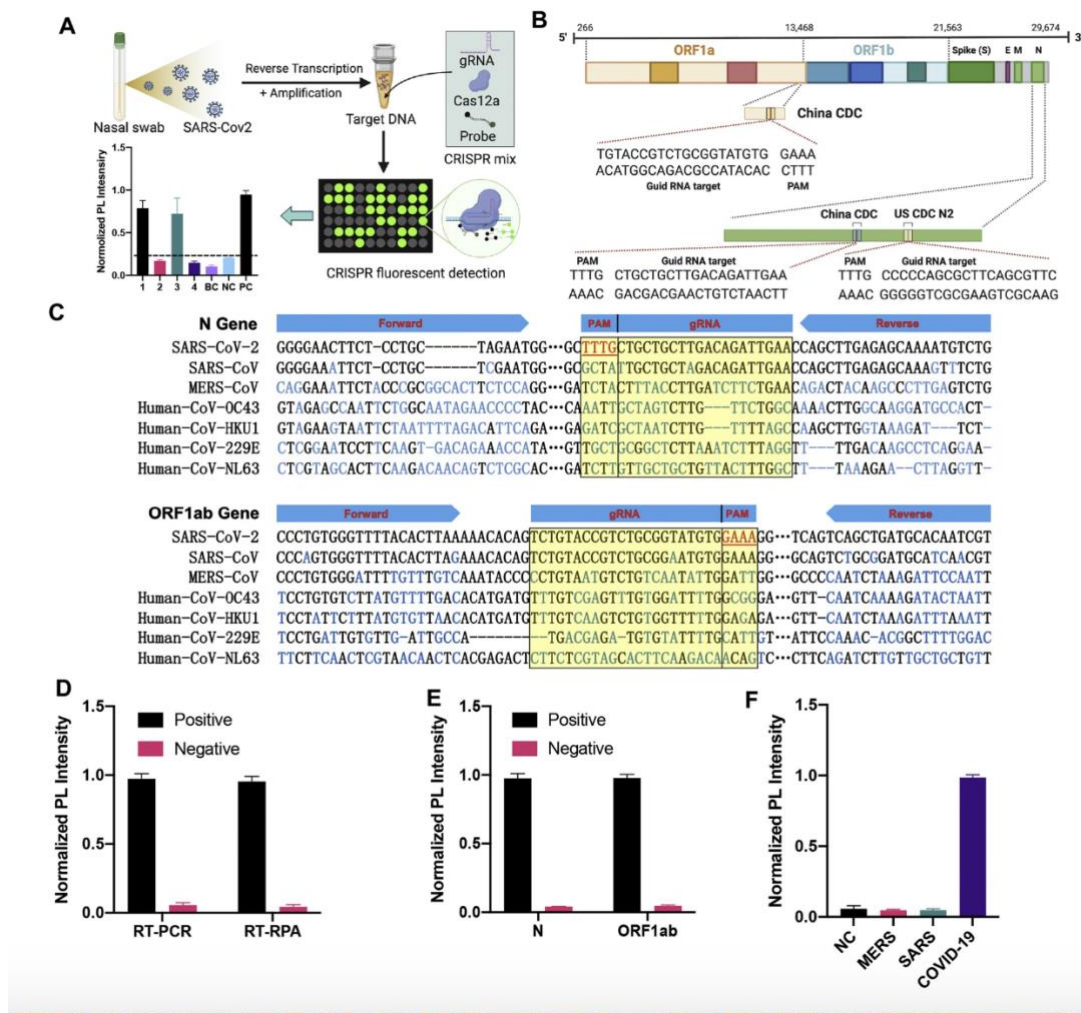 A
Nasal swab
SARS-Cov2
Reverse Transcription
+ Amplification
Target DNA
gRNA
Cas12a
Probe
CRISPR mix
CRISPR fluorescent detection
Normolized PL Intesnsiry
1.5
1.0
0.5
0.0
1 2 3 4 BC NC PC
B
266 13,468 21,563 29,674
5' 3
ORF1a ORF1b Spike (S) E M N
China CDC
TGTACCGTCTGCGGTATGTG GAAA
ACATGGCAGACGCCATACAC CTTT
Guid RNA target PAM
China CDC US CDC N2
PAM Guid RNA target PAM Guid RNA target
TTTG CTGCTGCTTGACAGATTGAA TTTG CCCCCAGCGCTTCAGCGTTC
AAAC GACGACGAACTGTCTAACTT AAAC GGGGGTCGCGAAGTCGCAAG
C
N Gene Forward PAM gRNA Reverse
SARS-CoV-2 GGGGAACTTCT-CCTGC------TAGAATGG···GCTTTGCTGCTGCTTGACAGATTGAACCAGCTTGAGAGCAAAATGTCTG
SARS-CoV GGGGAAATTCT-CCTGC------TCGAATGG···GCGCTATTGCTGCTAGACAGATTGAACCAGCTTGAGAGCAAAGTTTCTG
MERS-CoV CAGGAAATTCTACCCGCGGCACTTCTCCAGG···GATCTACTTTACCTTGATCTTCTGAACAGACTACAAGCCCTTGAGTCTG
Human-CoV-OC43 GTAGAGCCAATTCTGGCAATAGAACCCCTAC···CAAATTGCTAGTCTTG---TTCTGGCAAAACTTGGCAAGGATGCCACT-
Human-CoV-HKU1 GTAGAAGTAATTCTAATTTTAGACATTCAGA···GAGATCGCTAATCTTG---TTTTAGCCAAGCTTGGTAAAGAT---TCT-
Human-CoV-229E CTCGGAATCCTTCAAGT-GACAGAAACCATA···GTTGCTGCGGCTCTTAAATCTTTAGGTT---TTGACAAGCCTCAGGAA-
Human-CoV-NL63 CTCGTAGCACTTCAAGACAACAGTCTCGCAC···GATCTTGTTGCTGCTGTTACTTTGGCTT---TAAAGAA--CTTAGGTT-
ORF1ab Gene Forward gRNA PAM Reverse
SARS-CoV-2 CCCTGTGGGTTTTACACTTAAAAACACAGTCTGTACCGTCTGCGGTATGTGGAAAGG···TCAGTCAGCTGATGCACAATCGT
SARS-CoV CCCAGTGGGTTTTACACTTAGAAACACAGTCTGTACCGTCTGCGGAATGTGGAAAGG···GCAGTCTGCGGATGCATCAACGT
MERS-CoV CCCTGTGGGATTTTGTTTGTCAAATACCCCCTGTAATGTCTGTCAATATTGGATTGG···GCCCCAATCTAAAGATTCCAATT
Human-CoV-OC43 TCCTGTGTCTTATGTTTTGACACATGATGTTTGTCGAGTTTGTGGATTTTGGCGGGA···GTT-CAATCAAAAGATACTAATT
Human-CoV-HKU1 TCCTATTCTTTATGTGTTAACACATGATGTTTGTCAAGTCTGTGGTTTTTGGAGAGA···GTT-CAATCTAAAGATTTAAATT
Human-CoV-229E TCCTGATTGTGTTG-ATTGCCA---------TGACGAGA-TGTGTATTTTGCATTGT···ATTCCAAAC-ACGGCTTTTGGAC
Human-CoV-NL63 TTCTTCAACTCGTAACAACTCACGAGACTCTTCTCGTAGCACTTCAAGACAACAGTC···CTTCAGATCTTGTTGCTGCTGTT
D
Normolized PL Intensity
1.5
1.0
0.5
0.0
Positive
Negative
RT-PCR RT-RPA
E
Normolized PL Intensity
1.5
1.0
0.5
0.0
Positive
Negative
N ORF1ab
F
Normolized PL Intensity
1.5
1.0
0.5
0.0
NC
MERS
SARS
COVID-19